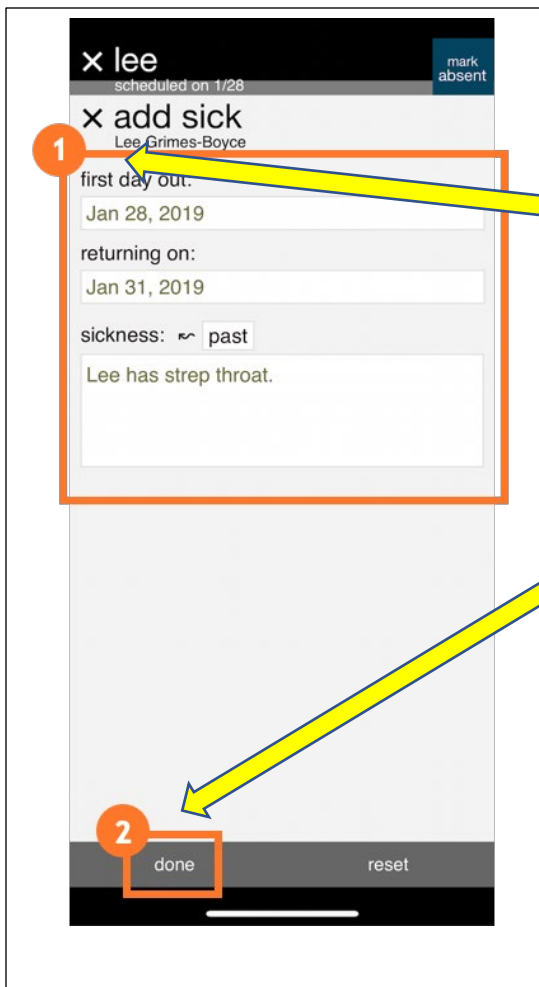 × lee
mark
absent
scheduled on 1/28
× add sick
Lee Grimes-Boyce
1
first day out:
Jan 28, 2019
returning on:
Jan 31, 2019
sickness: past
Lee has strep throat.
2
done reset